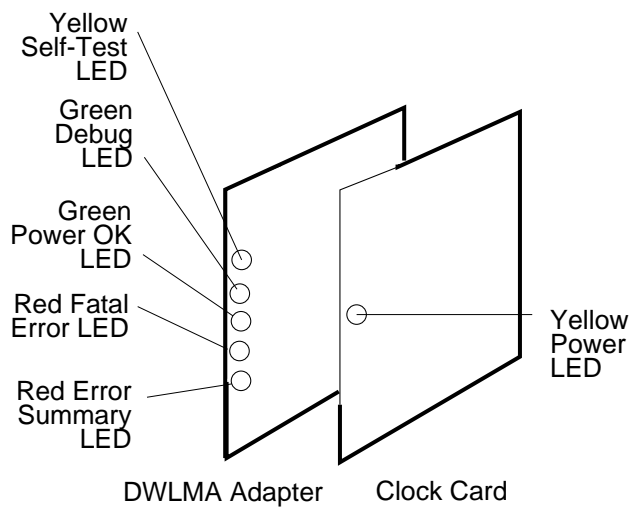 Yellow
Self-Test
LED
Green
Debug
LED
Green
Power OK
LED
Red Fatal
Error LED
Red Error
Summary
LED
Yellow
Power
LED
DWLMA Adapter
Clock Card